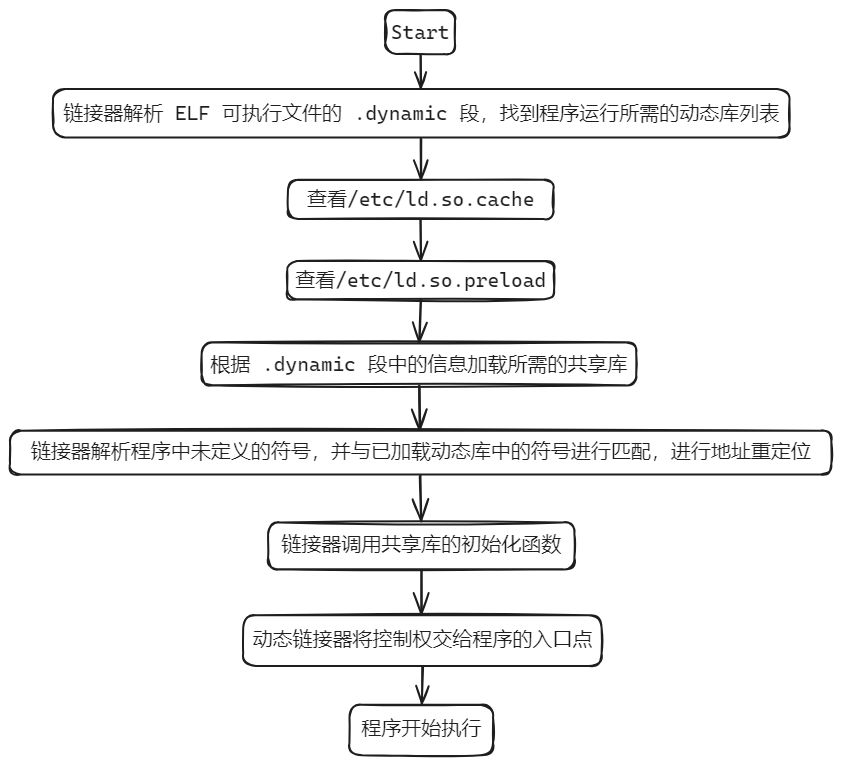 Start
链接器解析 ELF 可执行文件的 .dynamic 段，找到程序运行所需的动态库列表
查看/etc/ld.so.cache
查看/etc/ld.so.preload
根据 .dynamic 段中的信息加载所需的共享库
链接器解析程序中未定义的符号，并与已加载动态库中的符号进行匹配，进行地址重定位
链接器调用共享库的初始化函数
动态链接器将控制权交给程序的入口点
程序开始执行